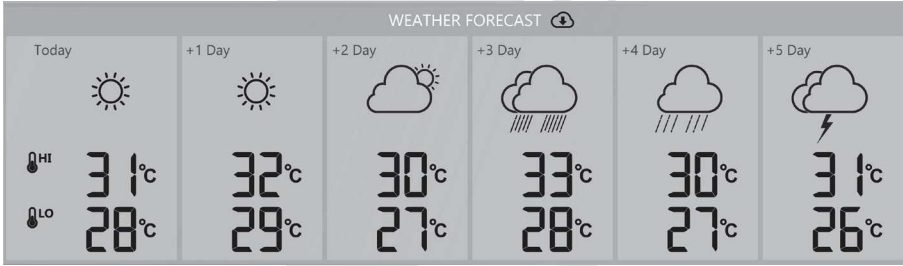 WEATHER FORECAST
Today +1 Day +2 Day +3 Day +4 Day +5 Day
HI 31°C 32°C 30°C 33°C 30°C 31°C
LO 28°C 29°C 27°C 28°C 27°C 26°C